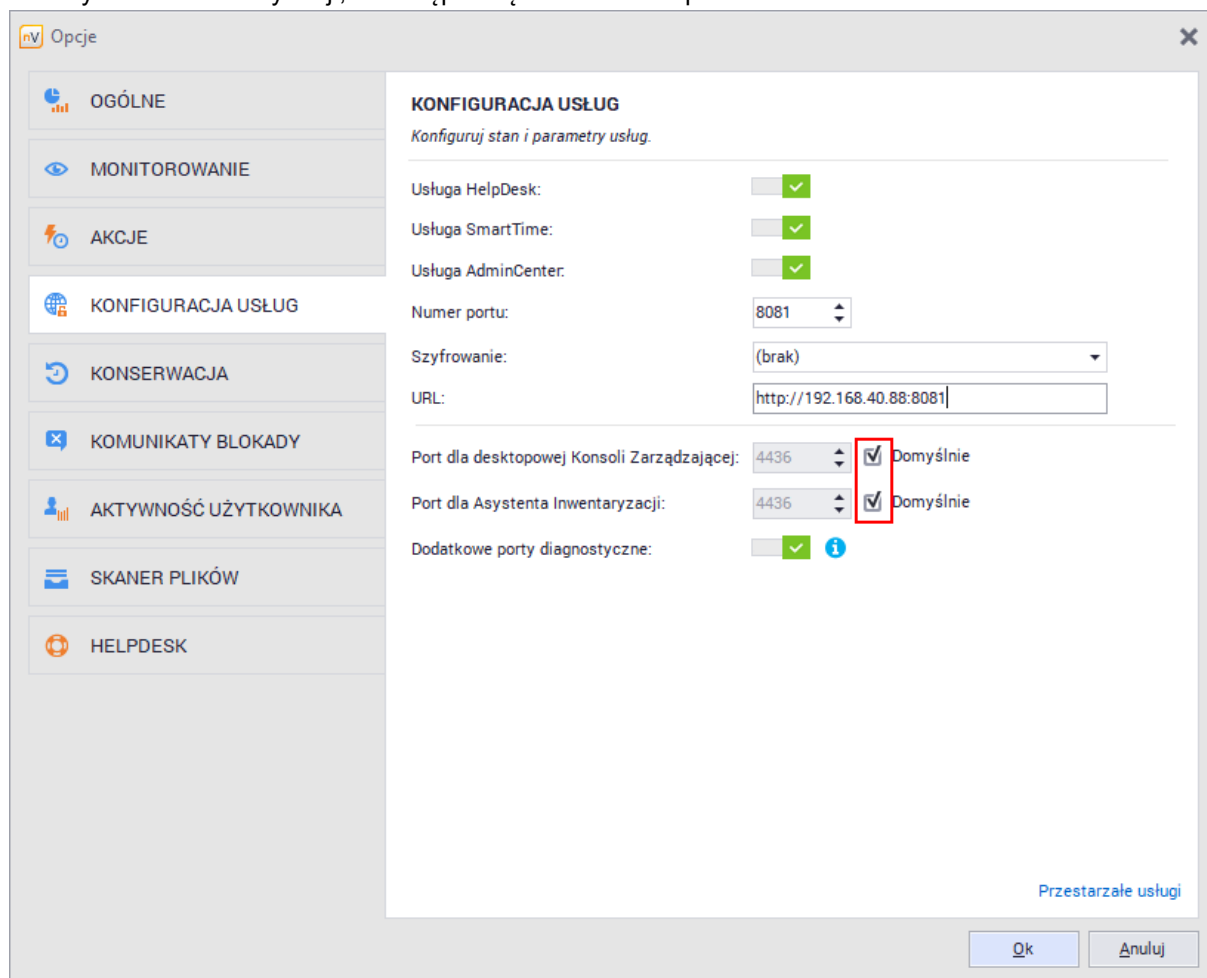 nV Opcje
OGÓLNE
MONITOROWANIE
AKCJE
KONFIGURACJA USŁUG
KONSERWACJA
KOMUNIKATY BLOKADY
AKTYWNOŚĆ UŻYTKOWNIKA
SKANER PLIKÓW
HELPDESK
KONFIGURACJA USŁUG
Konfiguruj stan i parametry usług.
Usługa HelpDesk:
Usługa SmartTime:
Usługa AdminCenter:
Numer portu: 8081
Szyfrowanie: (brak)
URL: http://192.168.40.88:8081
Port dla desktopowej Konsoli Zarządzającej: 4436 Domyślnie
Port dla Asystenta Inwentaryzacji: 4436 Domyślnie
Dodatkowe porty diagnostyczne:
Przestarzałe usługi
Ok Anuluj